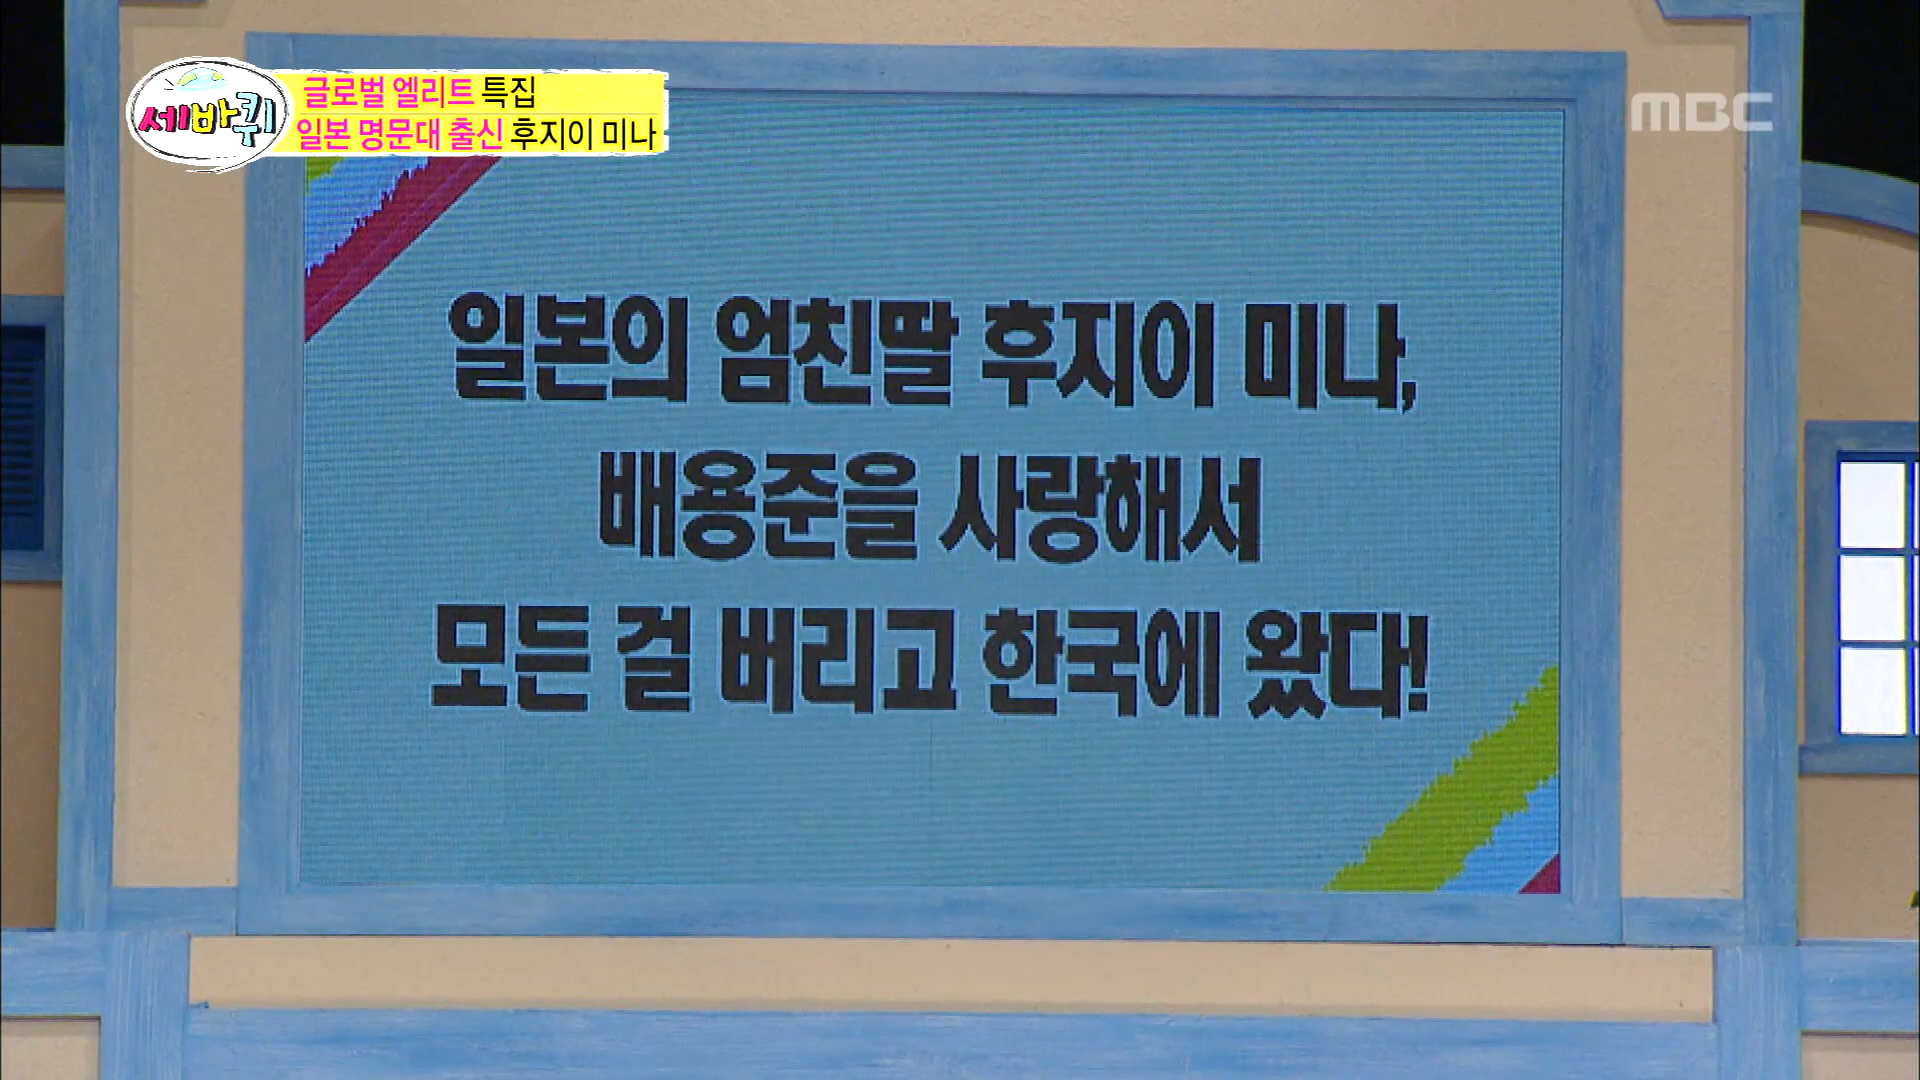 세바퀴
글로벌 엘리트 특집
일본 명문대 출신 후지이 미나
MBC
일본의 엄친딸 후지이 미나,
배용준을 사랑해서
모든 걸 버리고 한국에 왔다!